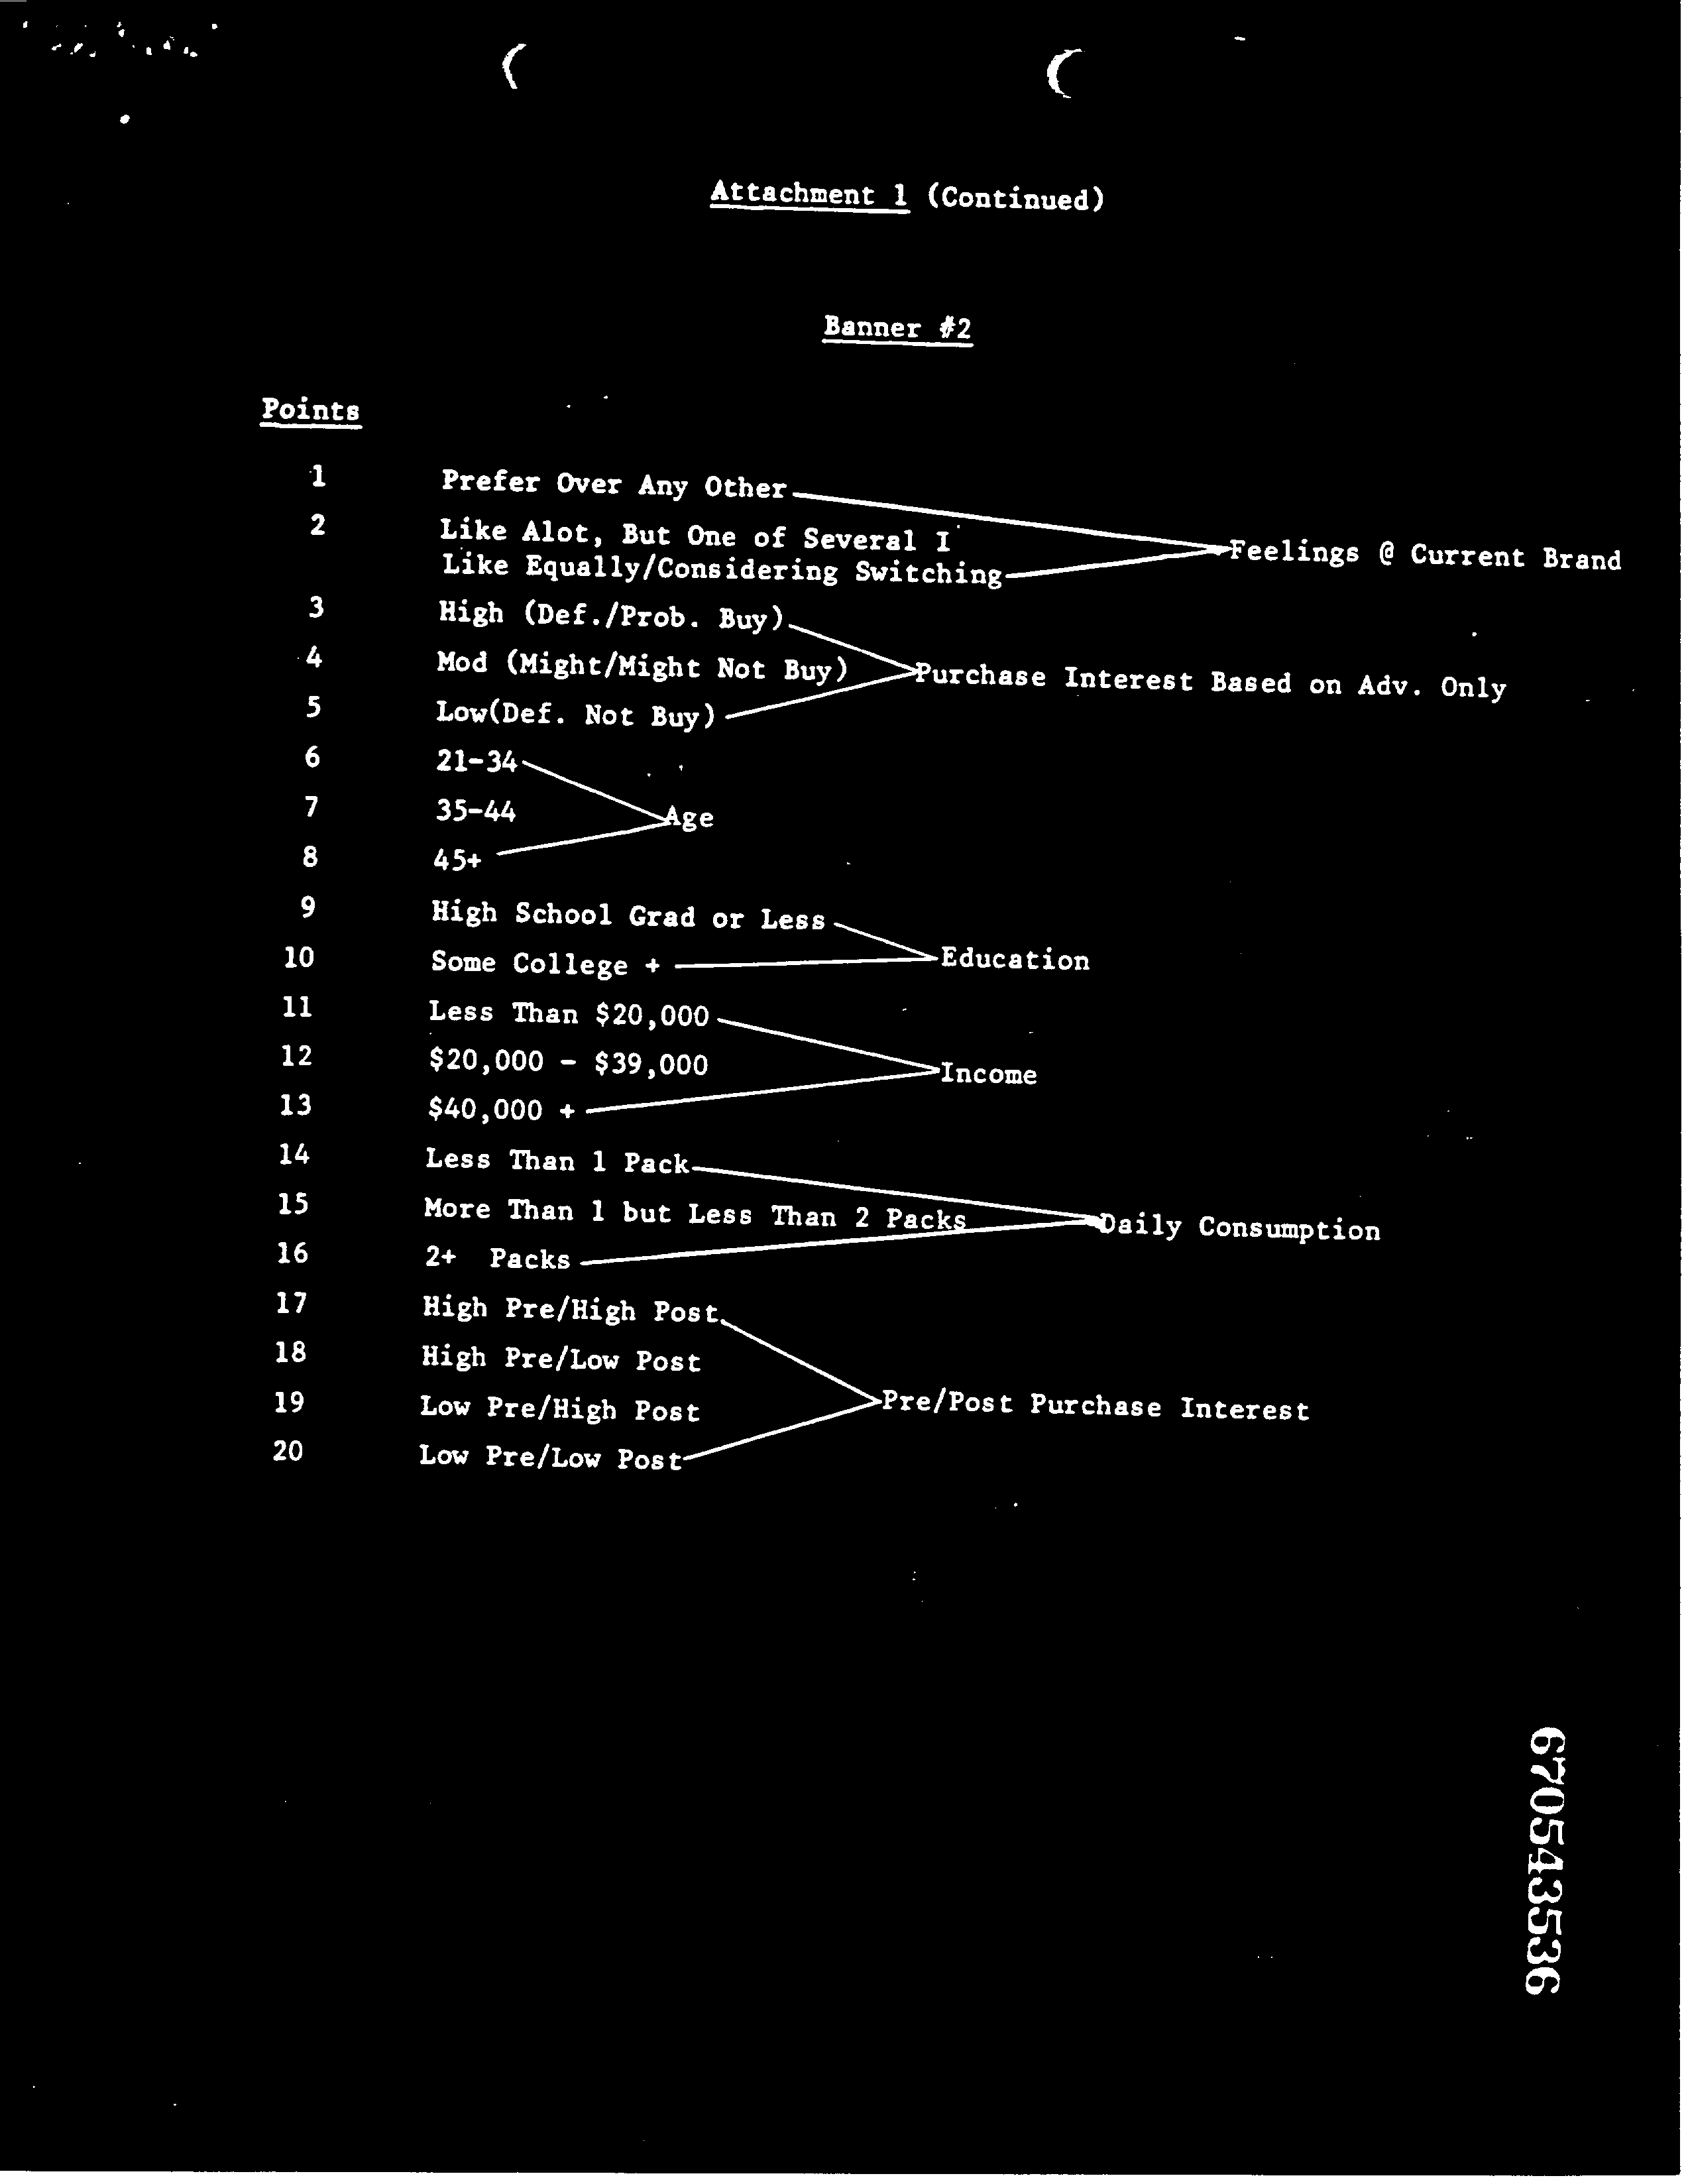 Attachment 1 (Continued)
Banner #2
Points
1 Prefer Over Any Other
2 Like Alot, But One of Several I
Like Equally/Considering Switching
Feelings @ Current Brand
3 High (Def./Prob. Buy)
4 Mod (Might/Might Not Buy)
Purchase Interest Based on Adv. Only
5 Low(Def. Not Buy)
6 21-34
7 35-44
Age
8 45+
9 High School Grad or Less
10 Some College +
Education
11 Less Than $20,000
12 $20,000 - $39,000
Income
13 $40,000 +
14 Less Than 1 Pack
15 More Than 1 but Less Than 2 Packs
Daily Consumption
16 2+ Packs
17 High Pre/High Post
18 High Pre/Low Post
Pre/Post Purchase Interest
19 Low Pre/High Post
20 Low Pre/Low Post
670543536